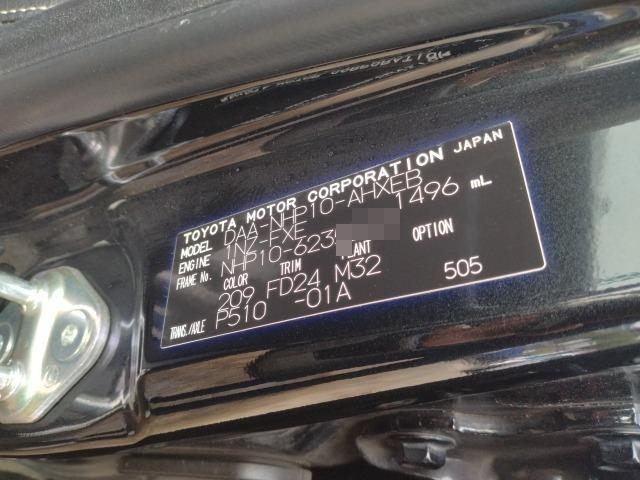 TOYOTA MOTOR CORPORATION JAPAN
MODEL DAA-NHP10-AHXEB
ENGINE 1NZ-FXE 1496 mL
FRAME No. NHP10-623
COLOR TRIM PLANT OPTION
209 FD24 M32 505
TRANS./AXLE P510 -01A